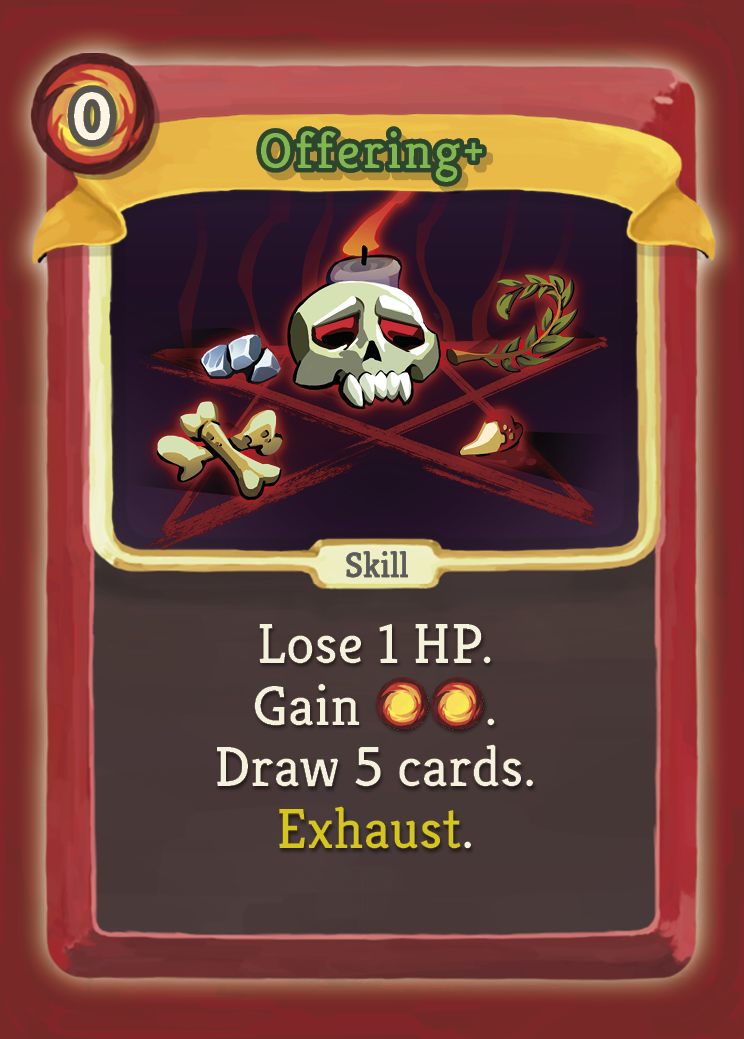 0
Offering+
Skill
Lose 1 HP.
Gain .
Draw 5 cards.
Exhaust.